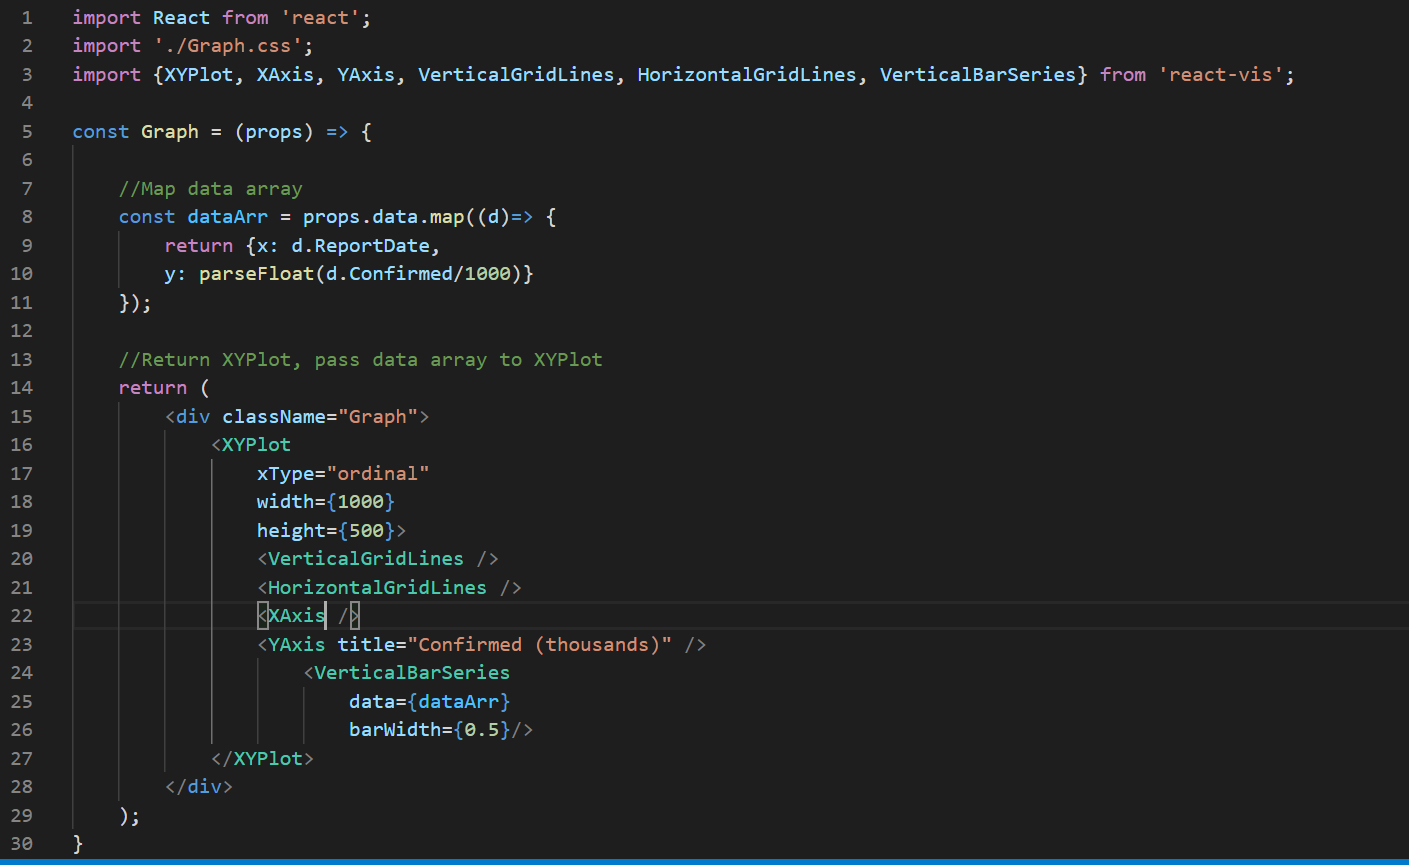 1 import React from 'react';
2 import './Graph.css';
3 import {XYPlot, XAxis, YAxis, VerticalGridLines, HorizontalGridLines, VerticalBarSeries} from 'react-vis';
4
5 const Graph = (props) => {
6
7     //Map data array
8     const dataArr = props.data.map((d)=> {
9         return {x: d.ReportDate,
10         y: parseFloat(d.Confirmed/1000)}
11     });
12
13     //Return XYPlot, pass data array to XYPlot
14     return (
15         <div className="Graph">
16             <XYPlot
17                 xType="ordinal"
18                 width={1000}
19                 height={500}>
20                 <VerticalGridLines />
21                 <HorizontalGridLines />
22                 <XAxis />
23                 <YAxis title="Confirmed (thousands)" />
24                     <VerticalBarSeries
25                         data={dataArr}
26                         barWidth={0.5}/>
27             </XYPlot>
28         </div>
29     );
30 }